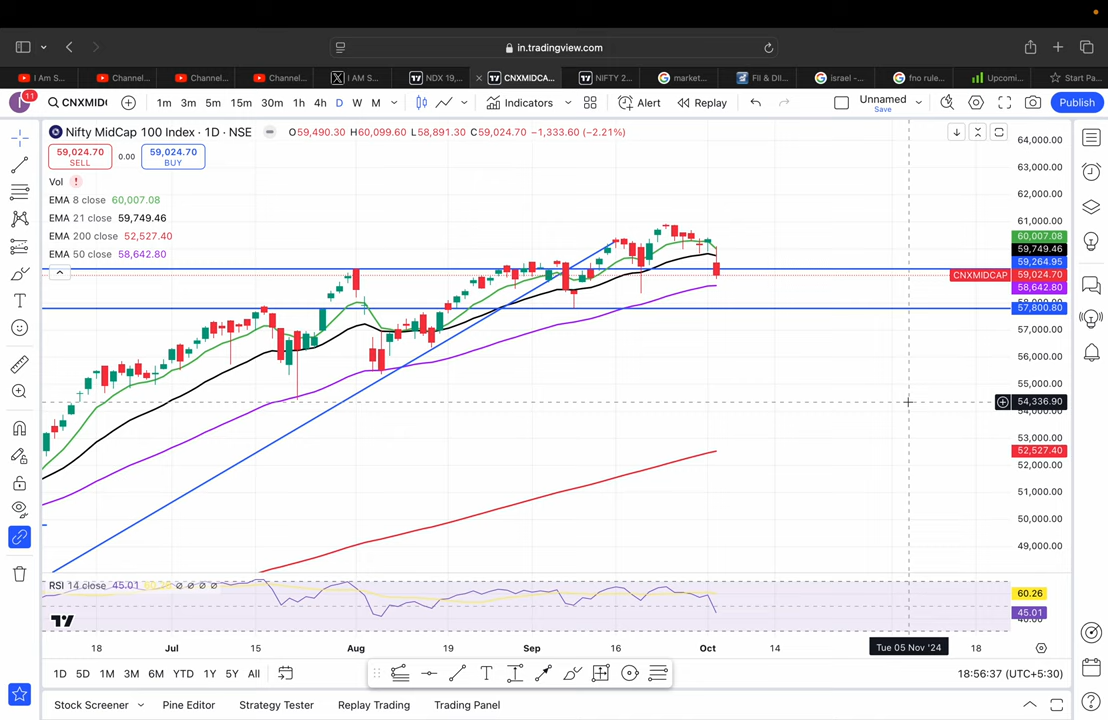 in.tradingview.com
I Am S...
Channel...
Channel...
Channel...
I AM S...
NDX 19,...
CNXMIDCA...
NIFTY 2...
market...
FII & DII...
israel -...
fno rule...
Upcomi...
Start Pa...
11
CNXMIDC
1m 3m 5m 15m 30m 1h 4h D W M
Indicators
Alert
Replay
Unnamed
Save
Publish
Nifty MidCap 100 Index · 1D · NSE
O59,490.30 H60,099.60 L58,891.30 C59,024.70 −1,333.60 (−2.21%)
59,024.70
SELL
0.00
59,024.70
BUY
Vol
EMA 8 close 60,007.08
EMA 21 close 59,749.46
EMA 200 close 52,527.40
EMA 50 close 58,642.80
64,000.00
63,000.00
62,000.00
61,000.00
60,007.08
59,749.46
59,264.95
CNXMIDCAP 59,024.70
58,642.80
57,800.80
57,000.00
56,000.00
55,000.00
54,336.90
54,000.00
53,000.00
52,527.40
52,000.00
51,000.00
50,000.00
49,000.00
RSI 14 close 45.01 60.26 ∅ ∅ ∅ ∅
60.26
45.01
40.00
18 Jul 15 Aug 19 Sep 16 Oct 14 Tue 05 Nov '24 18
1D 5D 1M 3M 6M YTD 1Y 5Y All
18:56:37 (UTC+5:30)
Stock Screener
Pine Editor
Strategy Tester
Replay Trading
Trading Panel